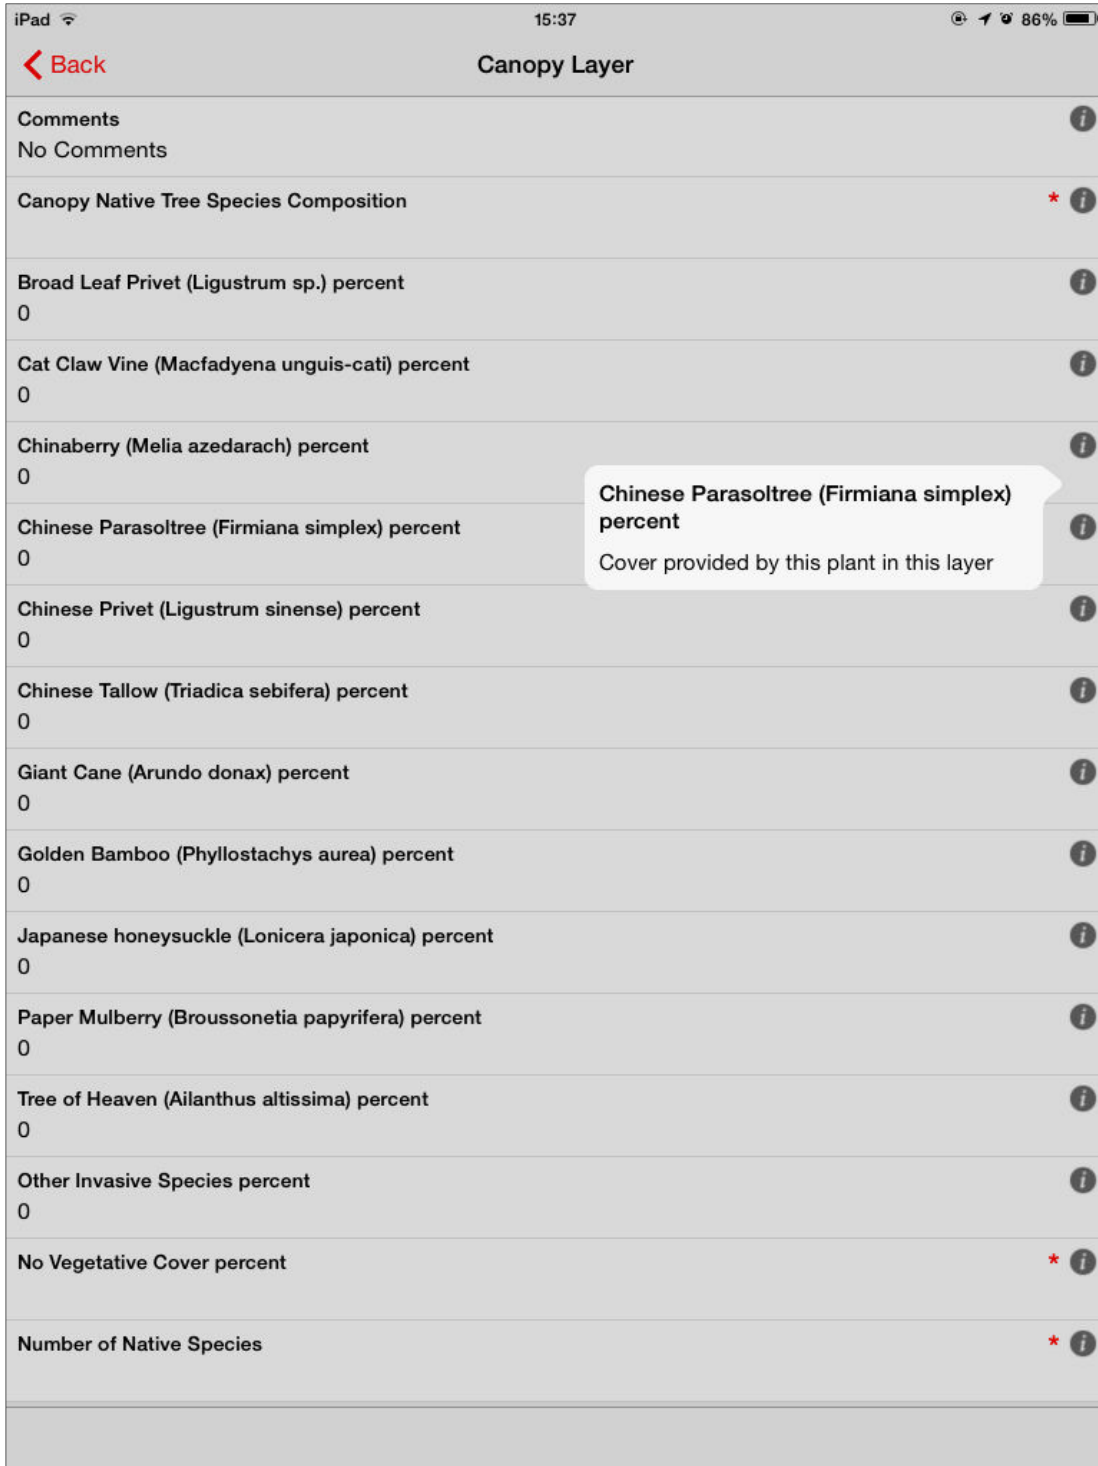 iPad 15:37 86%
Back Canopy Layer
Comments
No Comments
Canopy Native Tree Species Composition *
Broad Leaf Privet (Ligustrum sp.) percent
0
Cat Claw Vine (Macfadyena unguis-cati) percent
0
Chinaberry (Melia azedarach) percent
0
Chinese Parasoltree (Firmiana simplex)
percent
Cover provided by this plant in this layer
Chinese Parasoltree (Firmiana simplex) percent
0
Chinese Privet (Ligustrum sinense) percent
0
Chinese Tallow (Triadica sebifera) percent
0
Giant Cane (Arundo donax) percent
0
Golden Bamboo (Phyllostachys aurea) percent
0
Japanese honeysuckle (Lonicera japonica) percent
0
Paper Mulberry (Broussonetia papyrifera) percent
0
Tree of Heaven (Ailanthus altissima) percent
0
Other Invasive Species percent
0
No Vegetative Cover percent *
Number of Native Species *